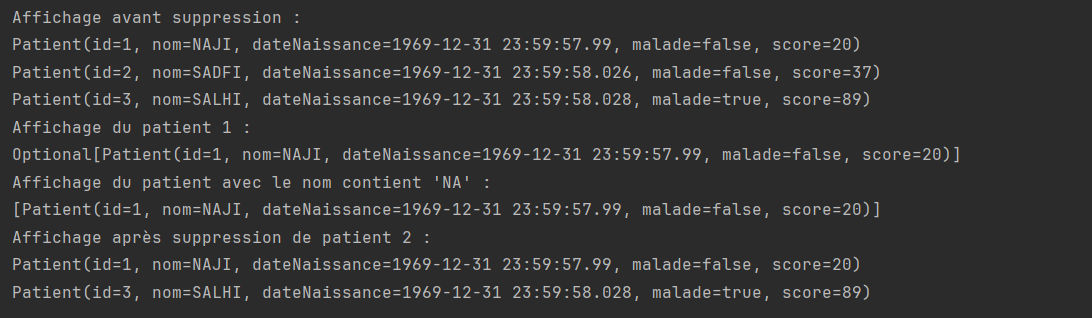 Affichage avant suppression :
Patient(id=1, nom=NAJI, dateNaissance=1969-12-31 23:59:57.99, malade=false, score=20)
Patient(id=2, nom=SADFI, dateNaissance=1969-12-31 23:59:58.026, malade=false, score=37)
Patient(id=3, nom=SALHI, dateNaissance=1969-12-31 23:59:58.028, malade=true, score=89)
Affichage du patient 1 :
Optional[Patient(id=1, nom=NAJI, dateNaissance=1969-12-31 23:59:57.99, malade=false, score=20)]
Affichage du patient avec le nom contient 'NA' :
[Patient(id=1, nom=NAJI, dateNaissance=1969-12-31 23:59:57.99, malade=false, score=20)]
Affichage après suppression de patient 2 :
Patient(id=1, nom=NAJI, dateNaissance=1969-12-31 23:59:57.99, malade=false, score=20)
Patient(id=3, nom=SALHI, dateNaissance=1969-12-31 23:59:58.028, malade=true, score=89)